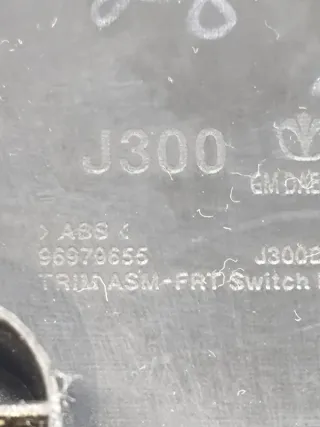 J300
GM DAE
> ABS <
96979655 J300
TRIM ASM-FRT Switch